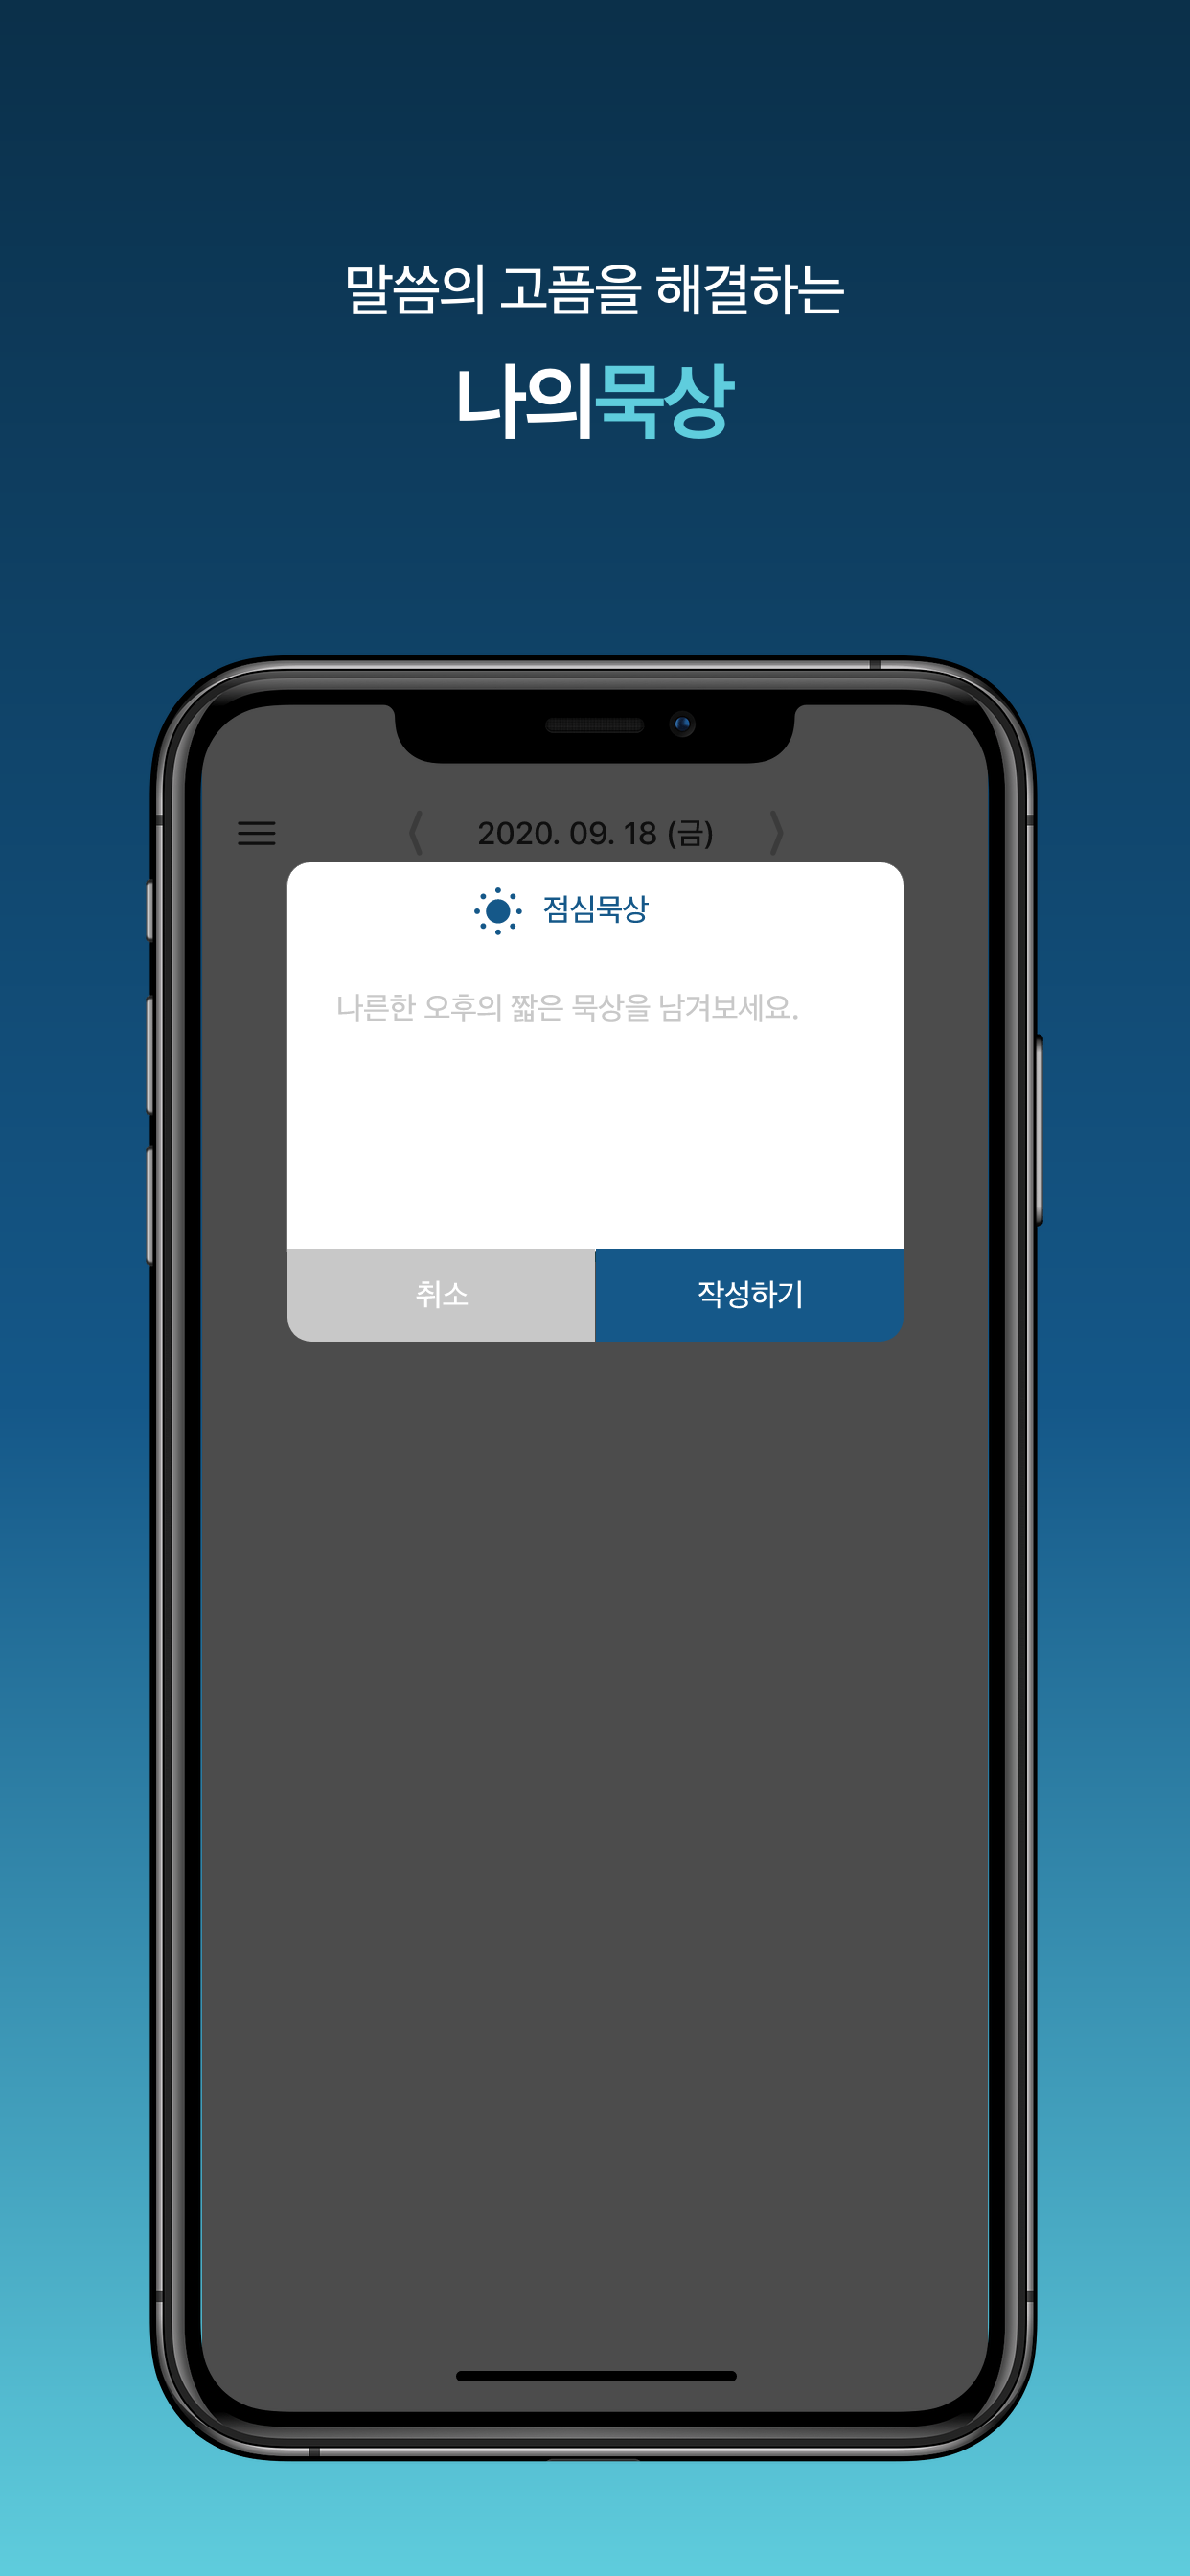 말씀의 고픔을 해결하는
나의묵상
2020. 09. 18 (금)
점심묵상
나른한 오후의 짧은 묵상을 남겨보세요.
취소
작성하기